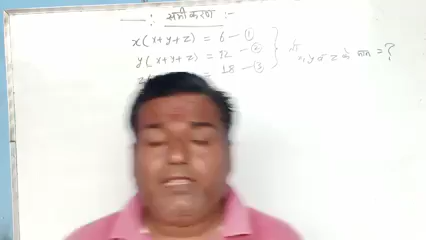 —: समीकरण :-
x(x+y+z) = 6 —①
y(x+y+z) = 12 —②
= 18 —③
तो x, y व z के मान = ?